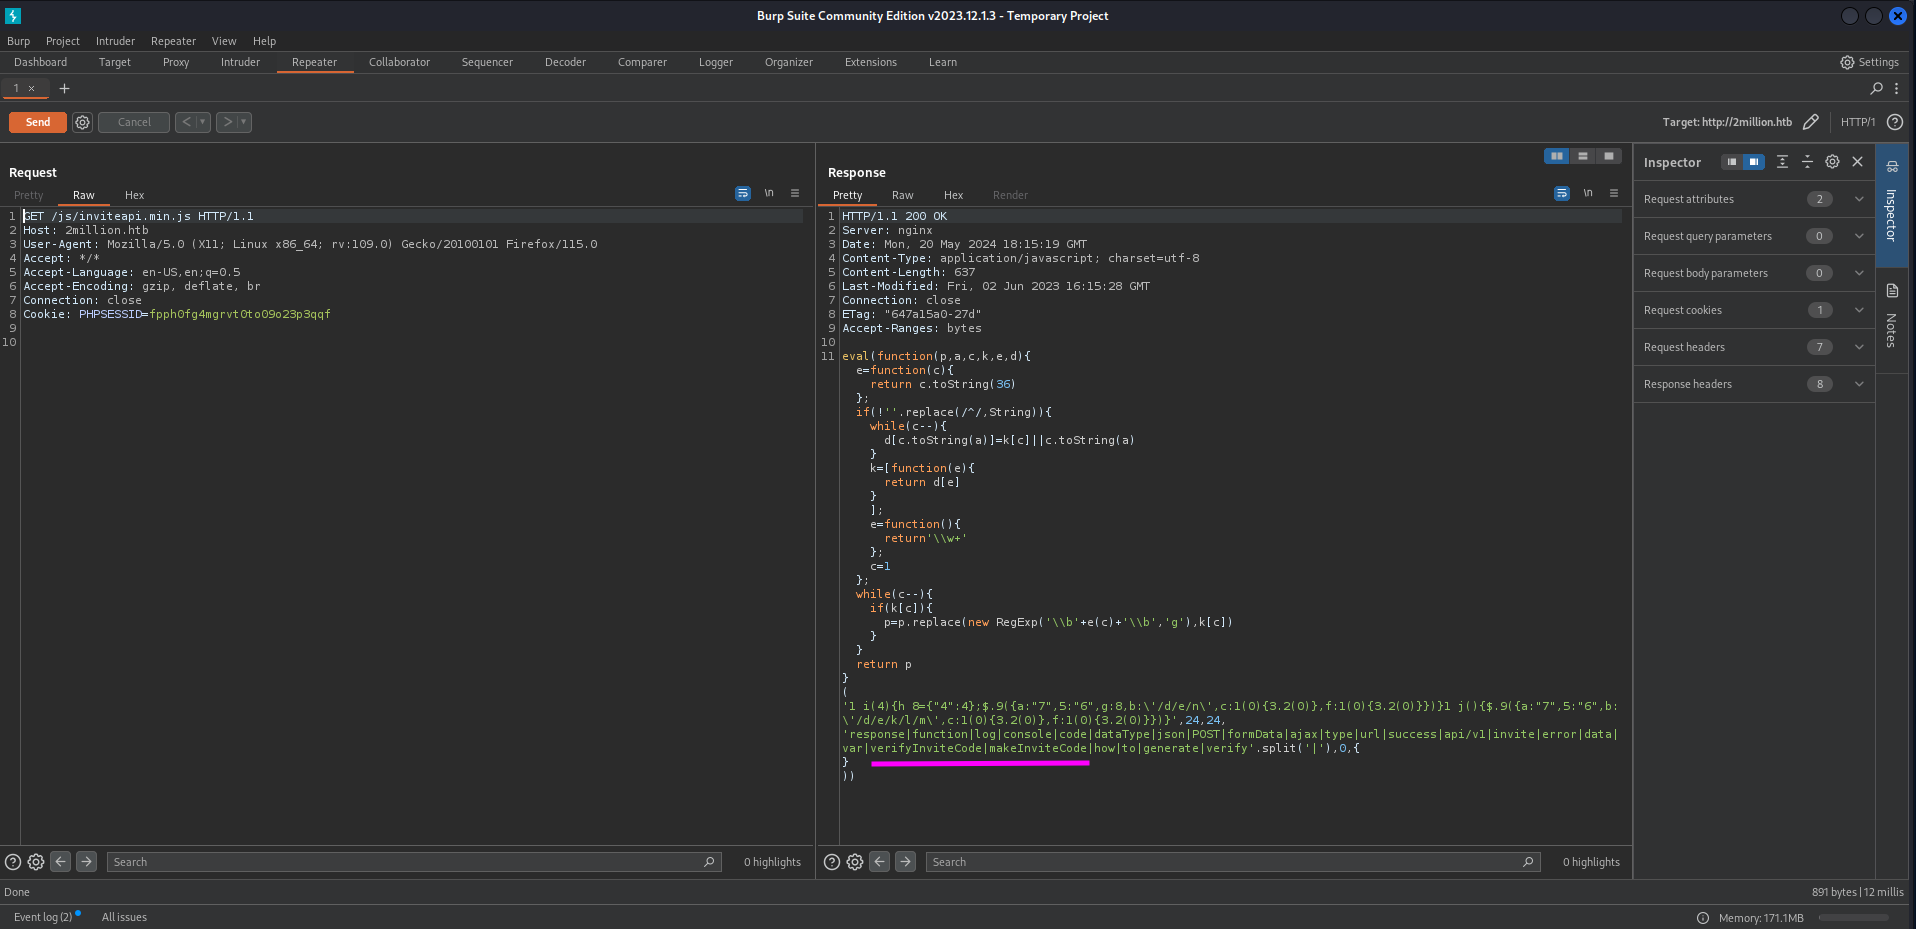 Burp Suite Community Edition v2023.12.1.3 - Temporary Project
Burp Project Intruder Repeater View Help
Dashboard Target Proxy Intruder Repeater Collaborator Sequencer Decoder Comparer Logger Organizer Extensions Learn Settings
1 × +
Send Cancel < > Target: http://2million.htb HTTP/1
Request
Pretty Raw Hex \n
1 GET /js/inviteapi.min.js HTTP/1.1
2 Host: 2million.htb
3 User-Agent: Mozilla/5.0 (X11; Linux x86_64; rv:109.0) Gecko/20100101 Firefox/115.0
4 Accept: */*
5 Accept-Language: en-US,en;q=0.5
6 Accept-Encoding: gzip, deflate, br
7 Connection: close
8 Cookie: PHPSESSID=fpph0fg4mgrvt0to09o23p3qqf
9
10
Search 0 highlights
Response
Pretty Raw Hex Render \n
1 HTTP/1.1 200 OK
2 Server: nginx
3 Date: Mon, 20 May 2024 18:15:19 GMT
4 Content-Type: application/javascript; charset=utf-8
5 Content-Length: 637
6 Last-Modified: Fri, 02 Jun 2023 16:15:28 GMT
7 Connection: close
8 ETag: "647a15a0-27d"
9 Accept-Ranges: bytes
10
11 eval(function(p,a,c,k,e,d){
e=function(c){
return c.toString(36)
};
if(!''.replace(/^/,String)){
while(c--){
d[c.toString(a)]=k[c]||c.toString(a)
}
k=[function(e){
return d[e]
}
];
e=function(){
return'\\w+'
};
c=1
};
while(c--){
if(k[c]){
p=p.replace(new RegExp('\\b'+e(c)+'\\b','g'),k[c])
}
}
return p
}
(
'1 i(4){h 8={"4":4};$.9({a:"7",5:"6",g:8,b:\'/d/e/n\',c:1(0){3.2(0)},f:1(0){3.2(0)}})}1 j(){$.9({a:"7",5:"6",b:
\'/d/e/k/l/m\',c:1(0){3.2(0)},f:1(0){3.2(0)}})}',24,24,
'response|function|log|console|code|dataType|json|POST|formData|ajax|type|url|success|api/v1|invite|error|data|
var|verifyInviteCode|makeInviteCode|how|to|generate|verify'.split('|'),0,{
}
))
Search 0 highlights
Inspector
Request attributes 2
Request query parameters 0
Request body parameters 0
Request cookies 1
Request headers 7
Response headers 8
Inspector
Notes
Done 891 bytes | 12 millis
Event log (2) All issues Memory: 171.1MB